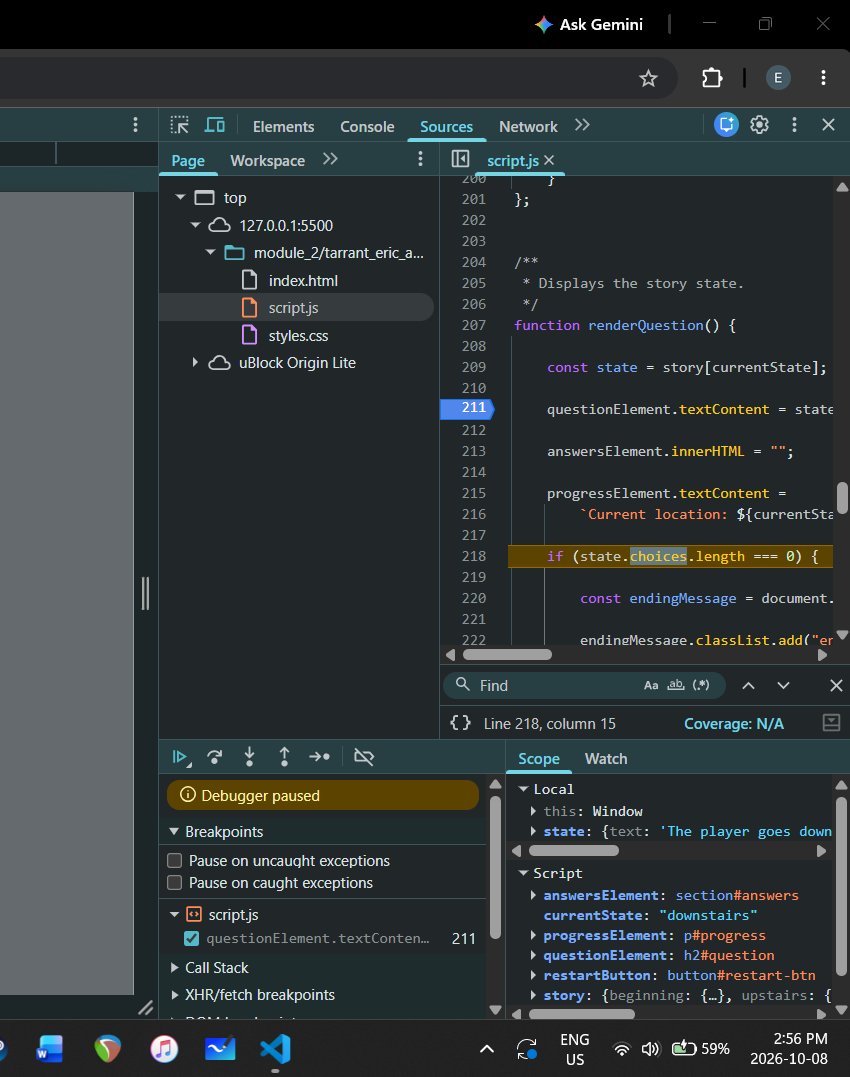 Ask Gemini
E
Elements Console Sources Network
Page Workspace
script.js
top
127.0.0.1:5500
module_2/tarrant_eric_a...
index.html
script.js
styles.css
uBlock Origin Lite
200 }
201 };
202
203
204 /**
205 * Displays the story state.
206 */
207 function renderQuestion() {
208
209 const state = story[currentState];
210
211 questionElement.textContent = state
212
213 answersElement.innerHTML = "";
214
215 progressElement.textContent =
216 `Current location: ${currentSta
217
218 if (state.choices.length === 0) {
219
220 const endingMessage = document.
221
222 endingMessage.classList.add("en
Find Aa ab (.*)
{} Line 218, column 15 Coverage: N/A
Debugger paused
Breakpoints
Pause on uncaught exceptions
Pause on caught exceptions
script.js
questionElement.textConten... 211
Call Stack
XHR/fetch breakpoints
Scope Watch
Local
this: Window
state: {text: 'The player goes down
Script
answersElement: section#answers
currentState: "downstairs"
progressElement: p#progress
questionElement: h2#question
restartButton: button#restart-btn
story: {beginning: {…}, upstairs: {
ENG
US
59%
2:56 PM
2026-10-08